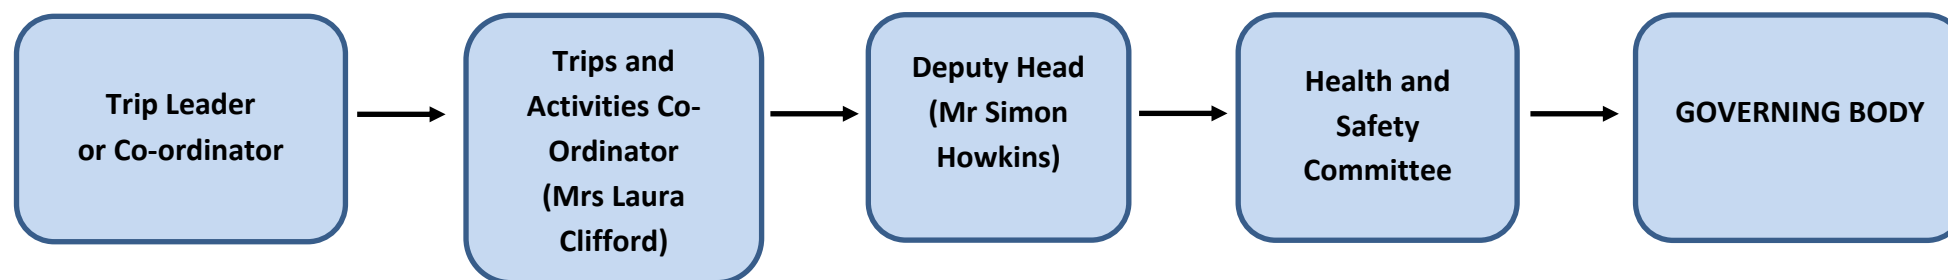 Trip Leader
or Co-ordinator
Trips and
Activities Co-
Ordinator
(Mrs Laura
Clifford)
Deputy Head
(Mr Simon
Howkins)
Health and
Safety
Committee
GOVERNING BODY